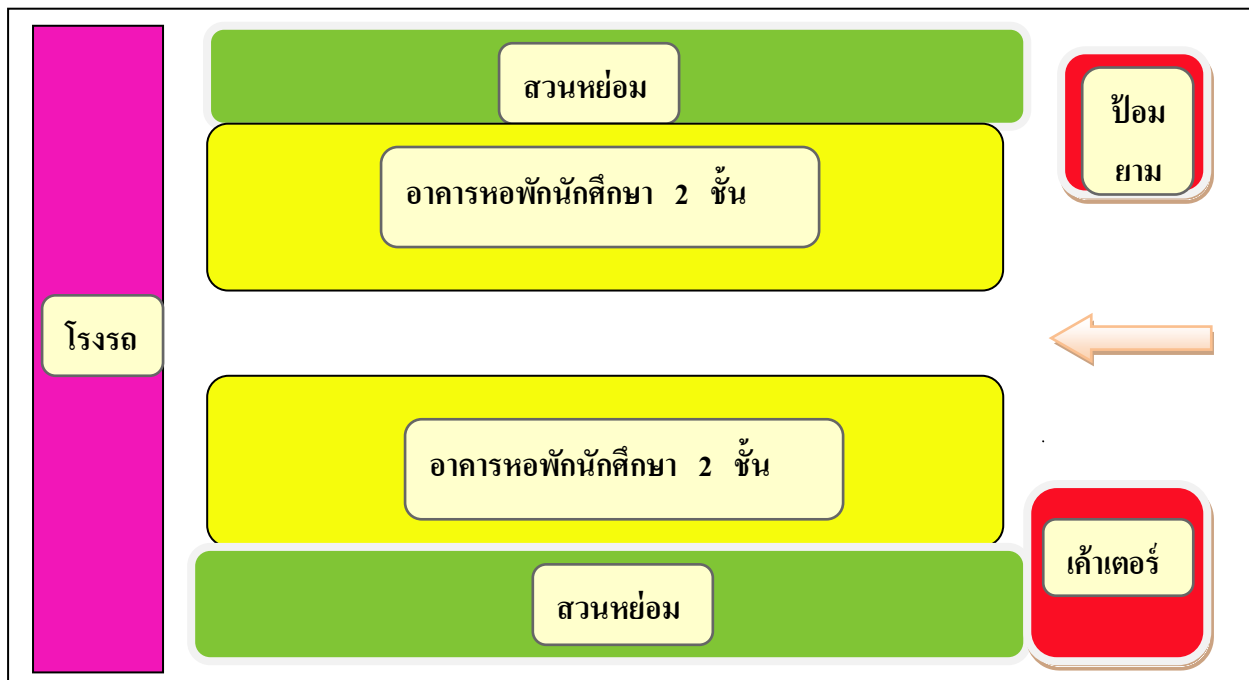 สวนหย่อม
ป้อม
ยาม
อาคารหอพักนักศึกษา 2 ชั้น
โรงรถ
อาคารหอพักนักศึกษา 2 ชั้น
เค้าเตอร์
สวนหย่อม